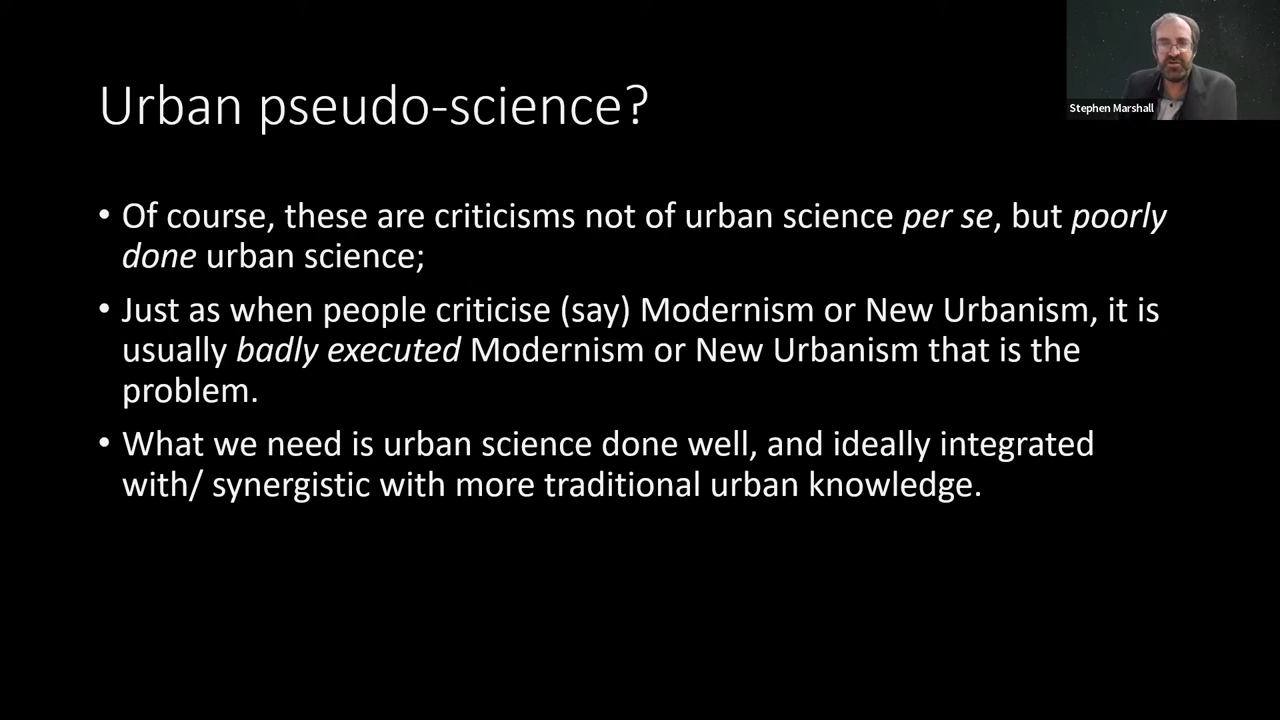 Urban pseudo-science?
Stephen Marshall
• Of course, these are criticisms not of urban science per se, but poorly
done urban science;
• Just as when people criticise (say) Modernism or New Urbanism, it is
usually badly executed Modernism or New Urbanism that is the
problem.
• What we need is urban science done well, and ideally integrated
with/ synergistic with more traditional urban knowledge.